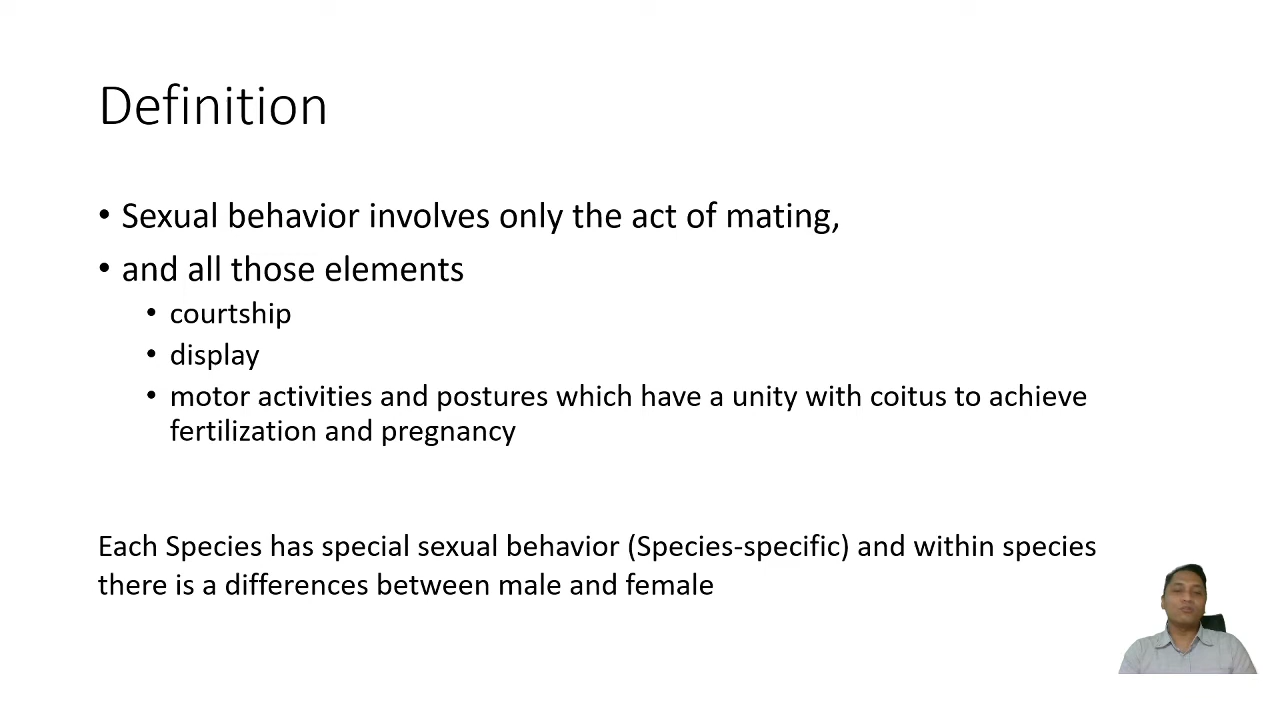 Definition
• Sexual behavior involves only the act of mating,
• and all those elements
• courtship
• display
• motor activities and postures which have a unity with coitus to achieve
fertilization and pregnancy
Each Species has special sexual behavior (Species-specific) and within species
there is a differences between male and female